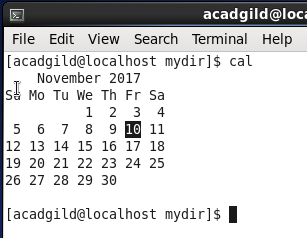 acadgild@localho
File Edit View Search Terminal Help
[acadgild@localhost mydir]$ cal
November 2017
Su Mo Tu We Th Fr Sa
1 2 3 4
5 6 7 8 9 10 11
12 13 14 15 16 17 18
19 20 21 22 23 24 25
26 27 28 29 30
[acadgild@localhost mydir]$